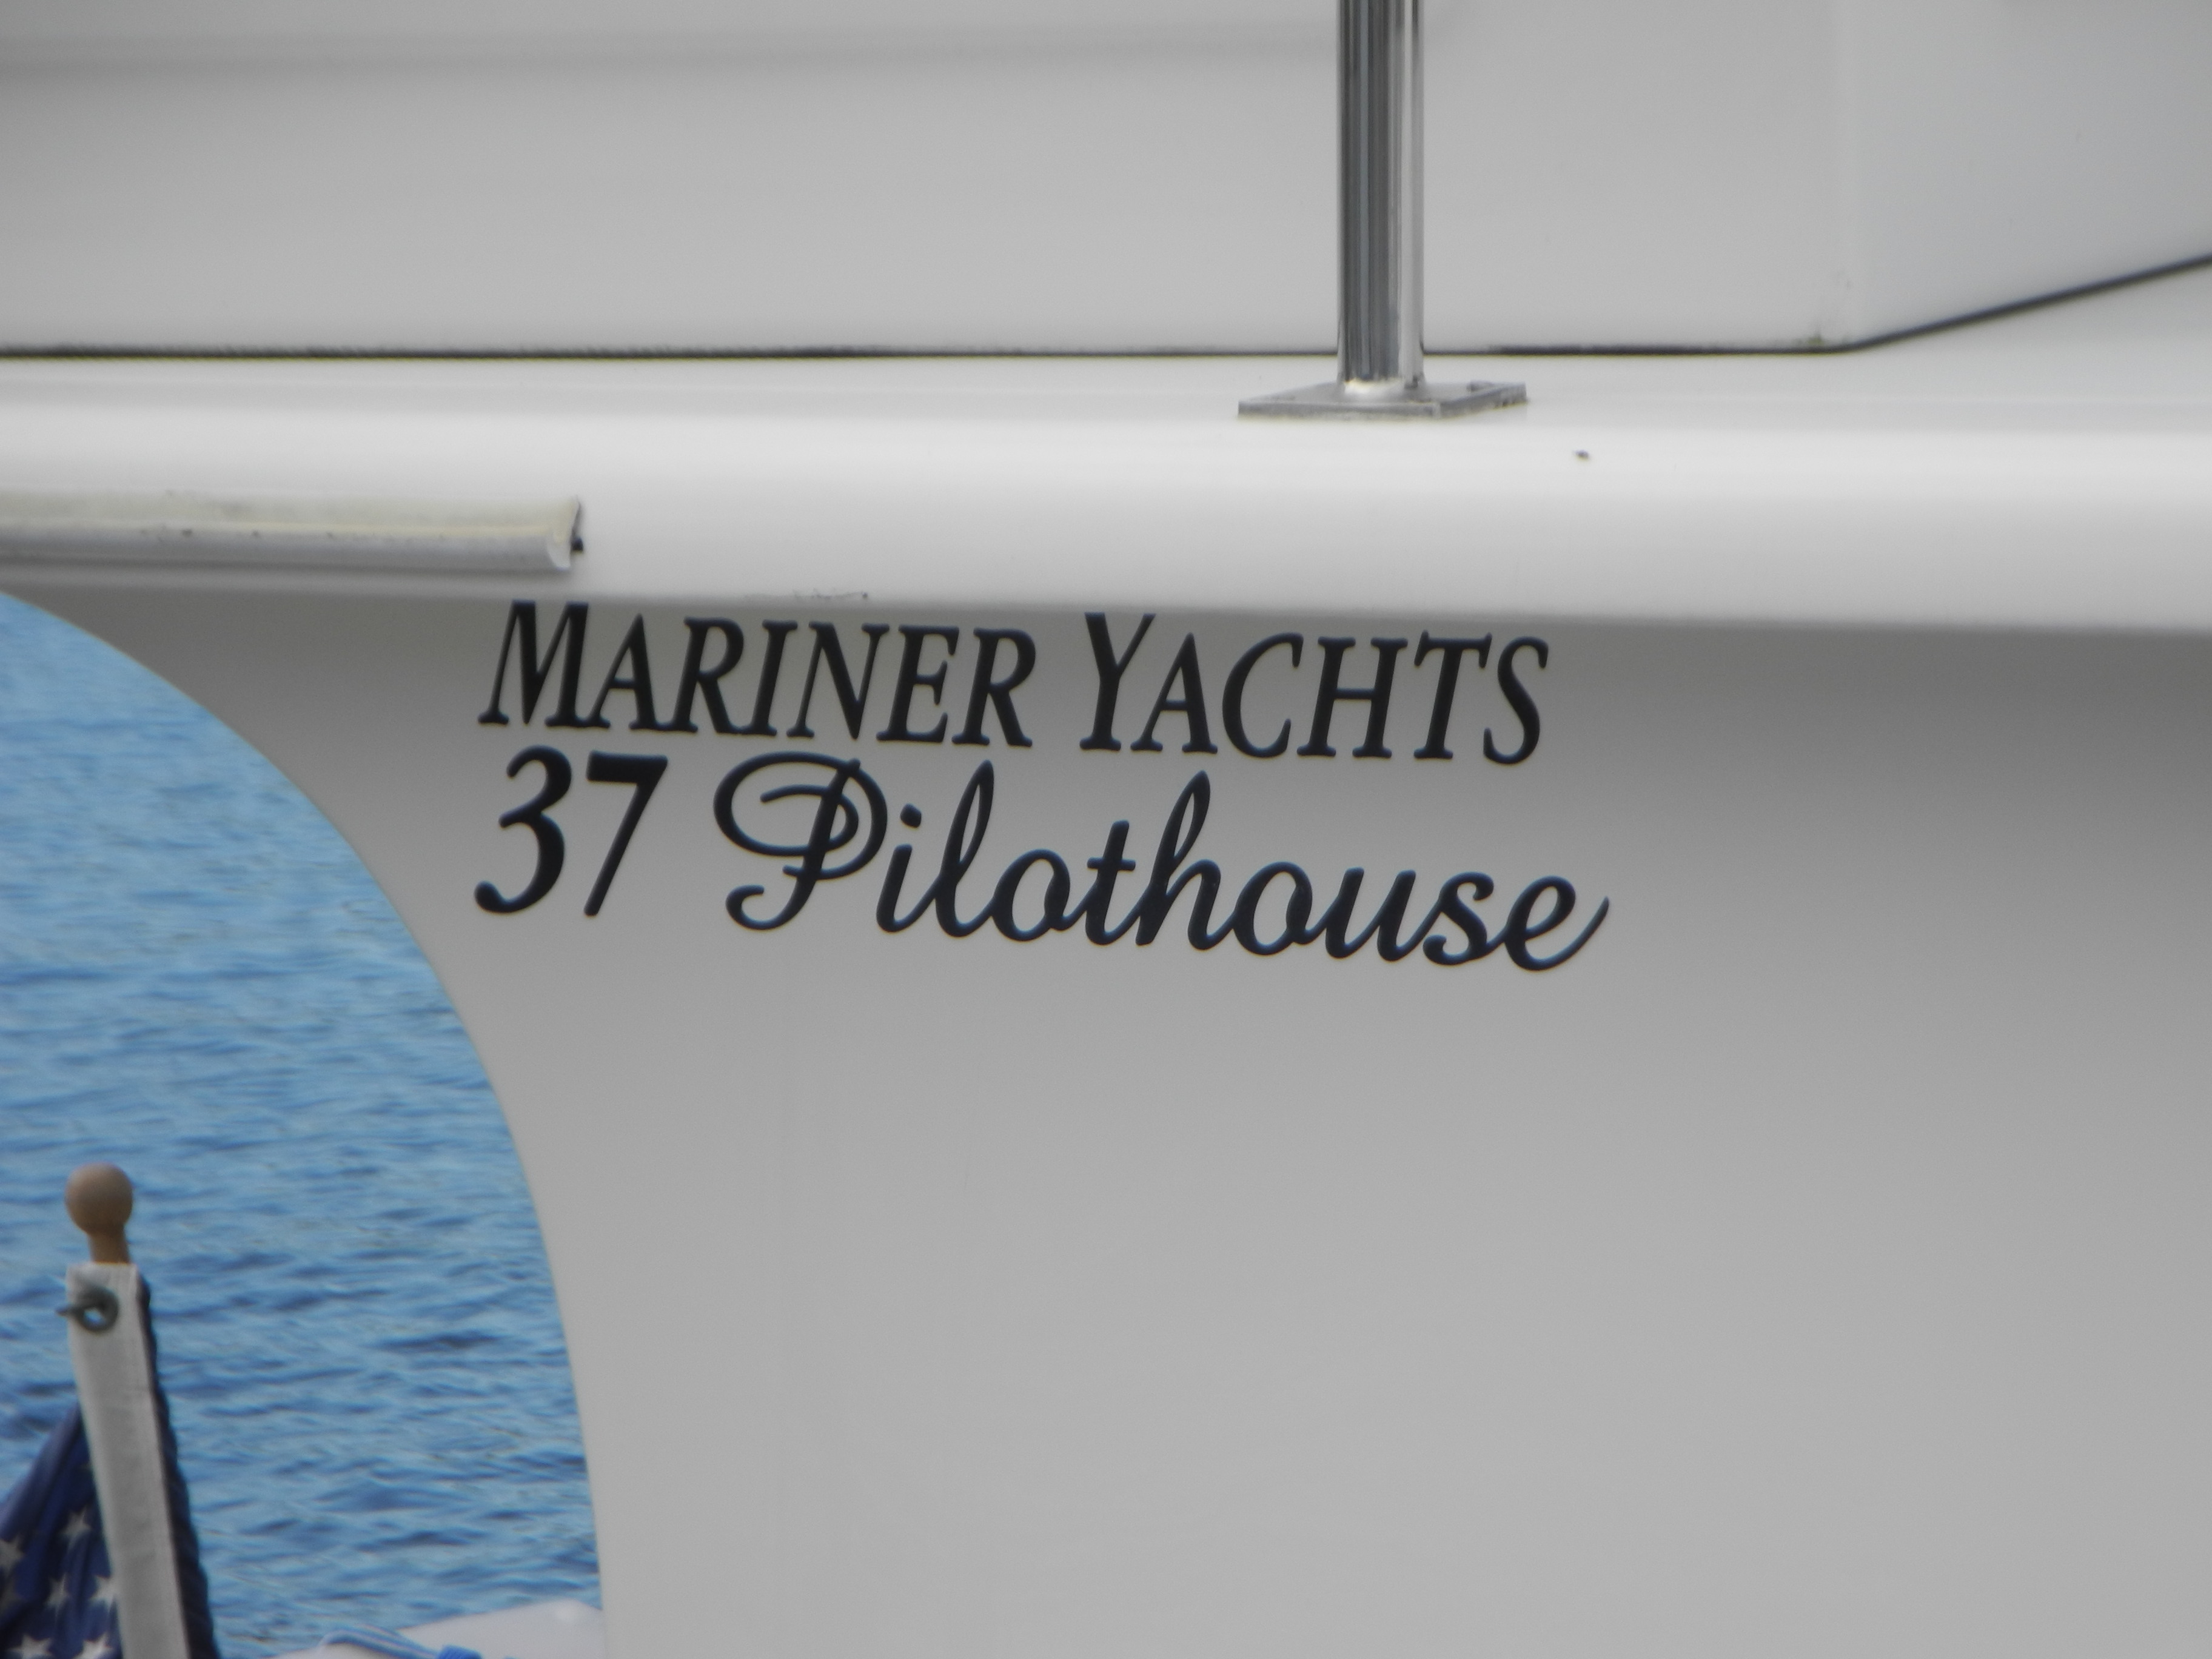 MARINER YACHTS
37 Pilothouse